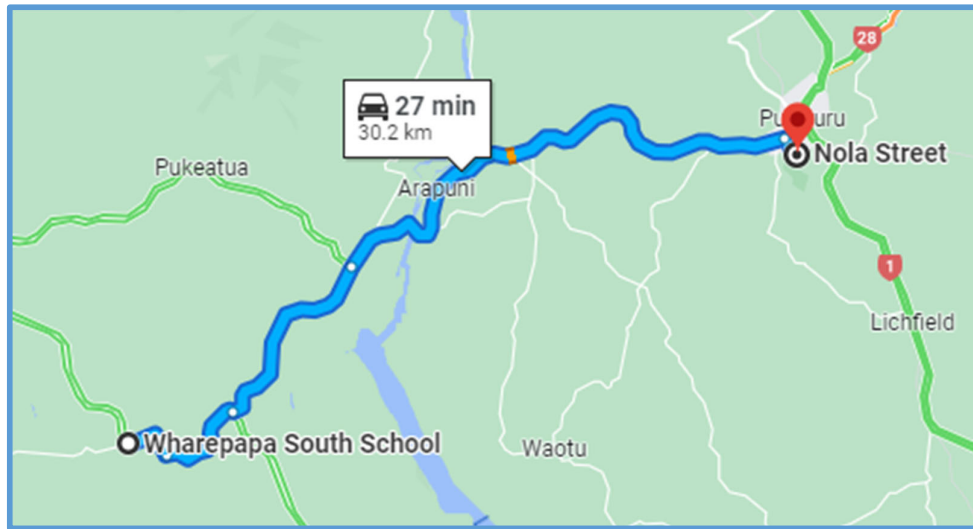 28
27 min
30.2 km
Nola Street
Pukeatua
Arapuni
1
Lichfield
Wharepapa South School
Waotu